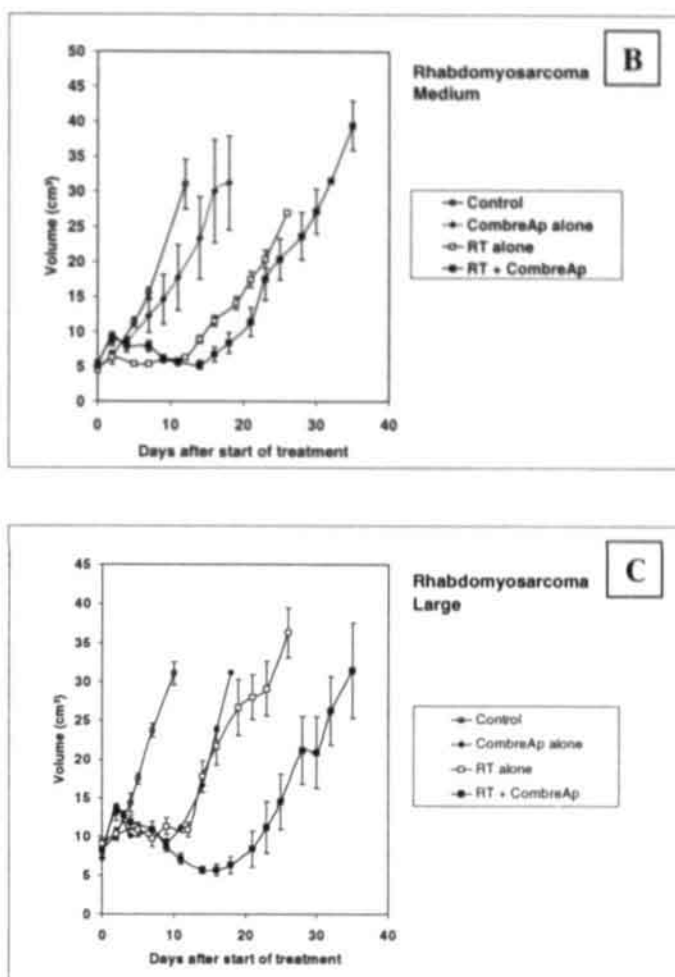 B
Rhabdomyosarcoma
Medium
Volume (cm³)
50
45
40
35
30
25
20
15
10
5
0
0 10 20 30 40
Days after start of treatment
Control
CombreAp alone
RT alone
RT + CombreAp
C
Rhabdomyosarcoma
Large
Volume (cm³)
45
40
35
30
25
20
15
10
5
0
0 10 20 30 40
Days after start of treatment
Control
CombreAp alone
RT alone
RT + CombreAp